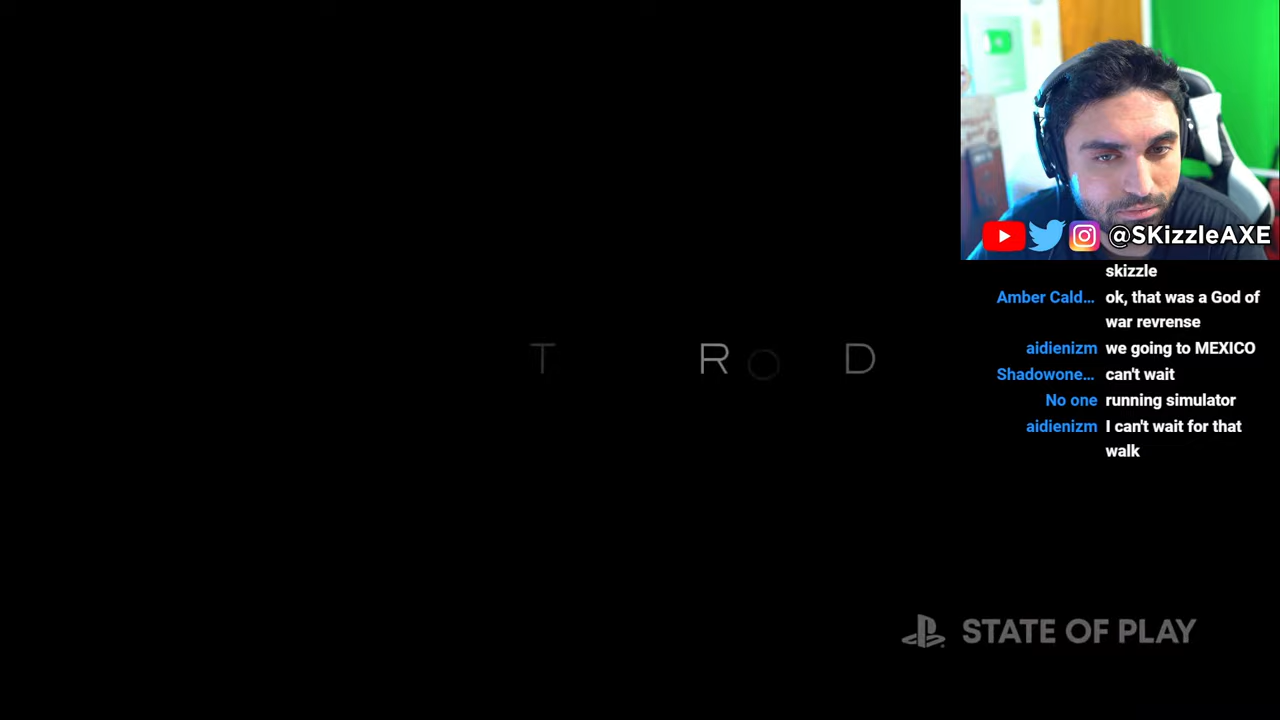 @SKizzleAXE
skizzle
Amber Cald... ok, that was a God of
war revrense
aidienizm we going to MEXICO
Shadowone... can't wait
No one running simulator
aidienizm I can't wait for that
walk
T R O D
STATE OF PLAY